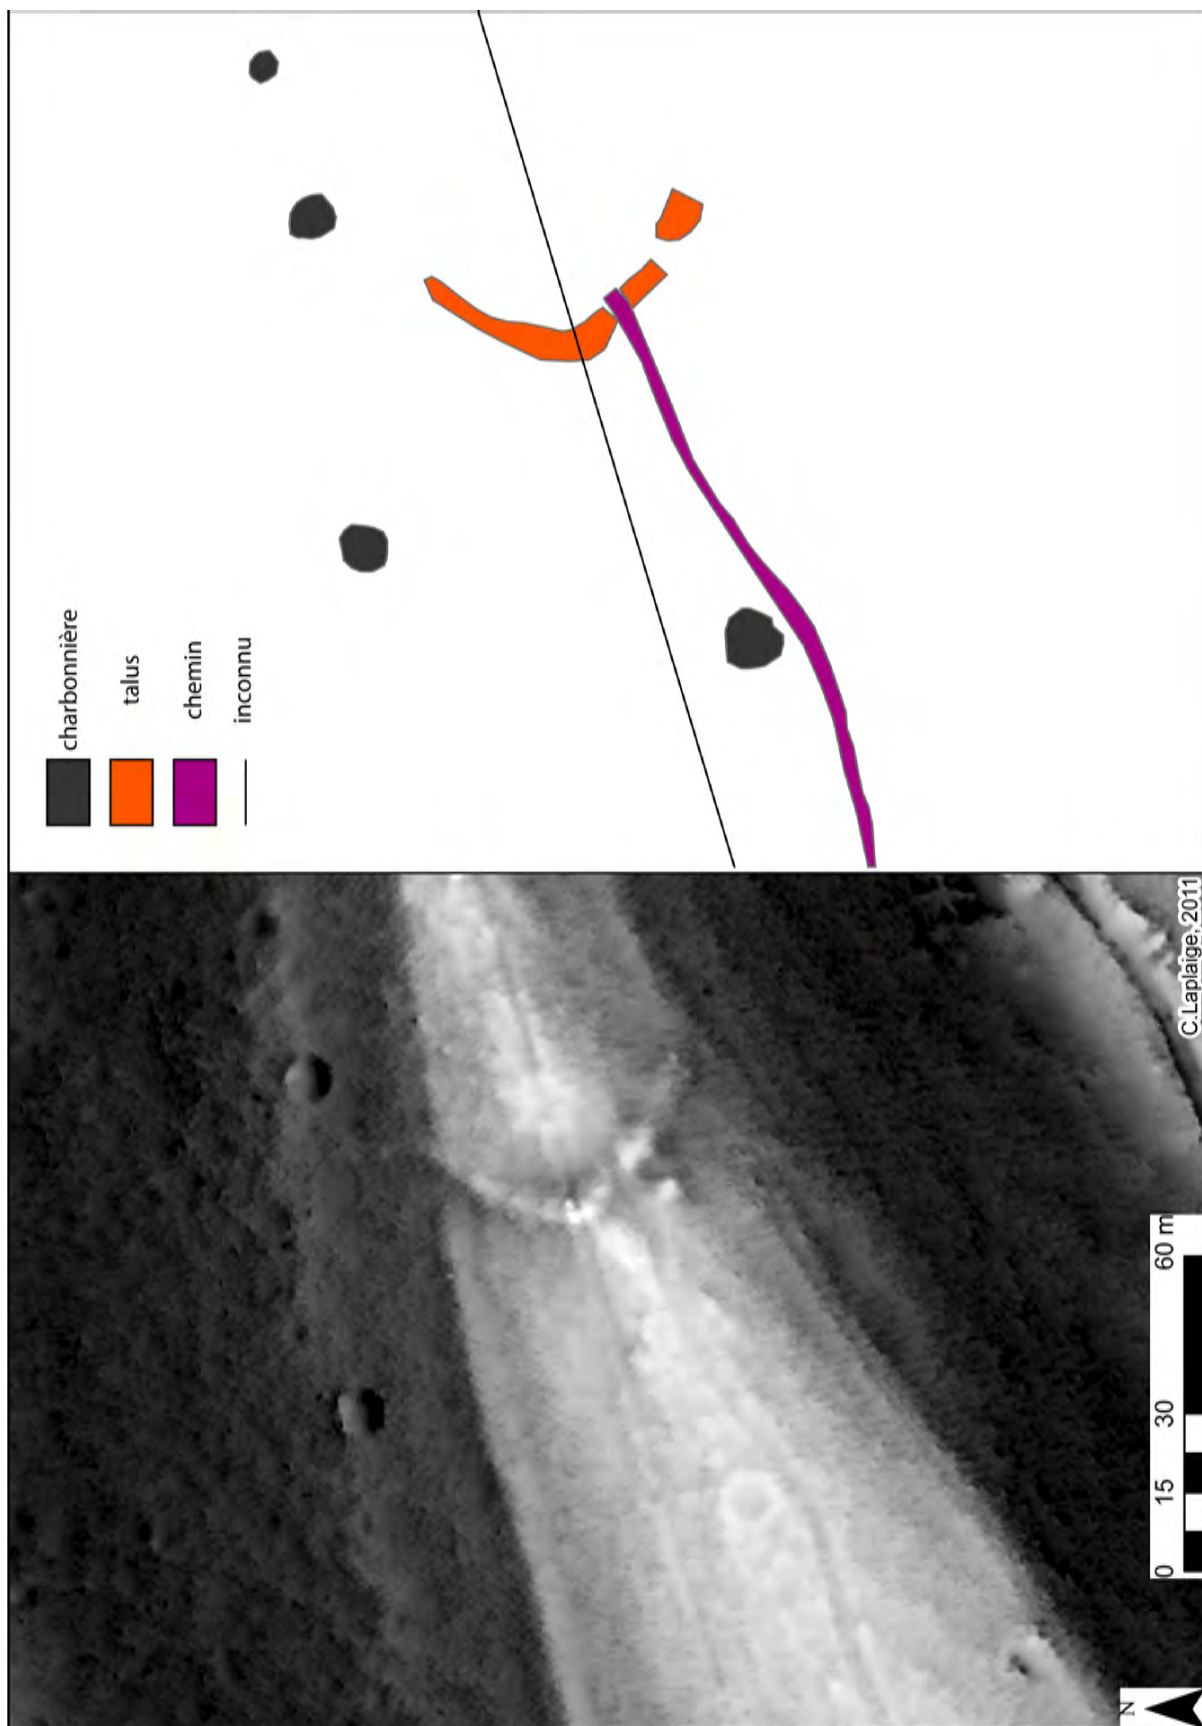 charbonnière
talus
chemin
inconnu
C.Laplaige, 2011
0 15 30 60 m
N